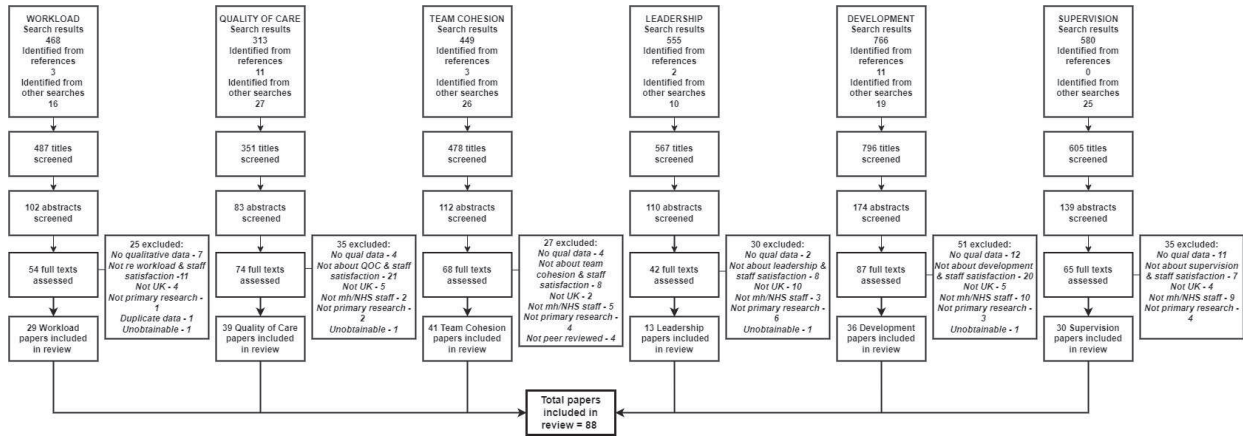 WORKLOAD
Search results
468
Identified from
references
3
Identified from
other searches
16
487 titles
screened
102 abstracts
screened
54 full texts
assessed
25 excluded:
No qualitative data - 7
Not re workload & staff
satisfaction -11
Not UK - 4
Not primary research -
1
Duplicate data - 1
Unobtainable - 1
29 Workload
papers included
in review
QUALITY OF CARE
Search results
313
Identified from
references
11
Identified from
other searches
27
351 titles
screened
83 abstracts
screened
74 full texts
assessed
35 excluded:
No qual data - 4
Not about QOC & staff
satisfaction - 21
Not UK - 5
Not mh/NHS staff - 2
Not primary research -
2
Unobtainable - 1
39 Quality of Care
papers included in
review
TEAM COHESION
Search results
449
Identified from
references
3
Identified from
other searches
26
478 titles
screened
112 abstracts
screened
68 full texts
assessed
27 excluded:
No qual data - 4
Not about team
cohesion & staff
satisfaction - 8
Not UK - 2
Not mh/NHS staff - 5
Not primary research -
4
Not peer reviewed - 4
41 Team Cohesion
papers included
in review
LEADERSHIP
Search results
555
Identified from
references
2
Identified from
other searches
10
567 titles
screened
110 abstracts
screened
42 full texts
assessed
30 excluded:
No qual data - 2
Not about leadership &
staff satisfaction - 8
Not UK - 10
Not mh/NHS staff - 3
Not primary research -
6
Unobtainable - 1
13 Leadership
papers included in
review
DEVELOPMENT
Search results
766
Identified from
references
11
Identified from
other searches
19
796 titles
screened
174 abstracts
screened
87 full texts
assessed
51 excluded:
No qual data - 12
Not about development
& staff satisfaction - 20
Not UK - 5
Not mh/NHS staff - 10
Not primary research -
3
Unobtainable - 1
36 Development
papers included
in review
SUPERVISION
Search results
580
Identified from
references
0
Identified from
other searches
25
605 titles
screened
139 abstracts
screened
65 full texts
assessed
35 excluded:
No qual data - 11
Not about supervision
& staff satisfaction - 7
Not UK - 4
Not mh/NHS staff - 9
Not primary research -
4
30 Supervision
papers included
in review
Total papers
included in
review = 88